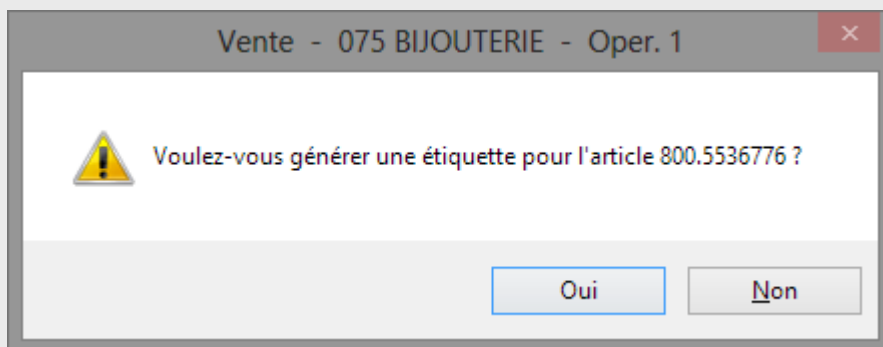 Vente - 075 BIJOUTERIE - Oper. 1
Voulez-vous générer une étiquette pour l'article 800.5536776 ?
Oui
Non